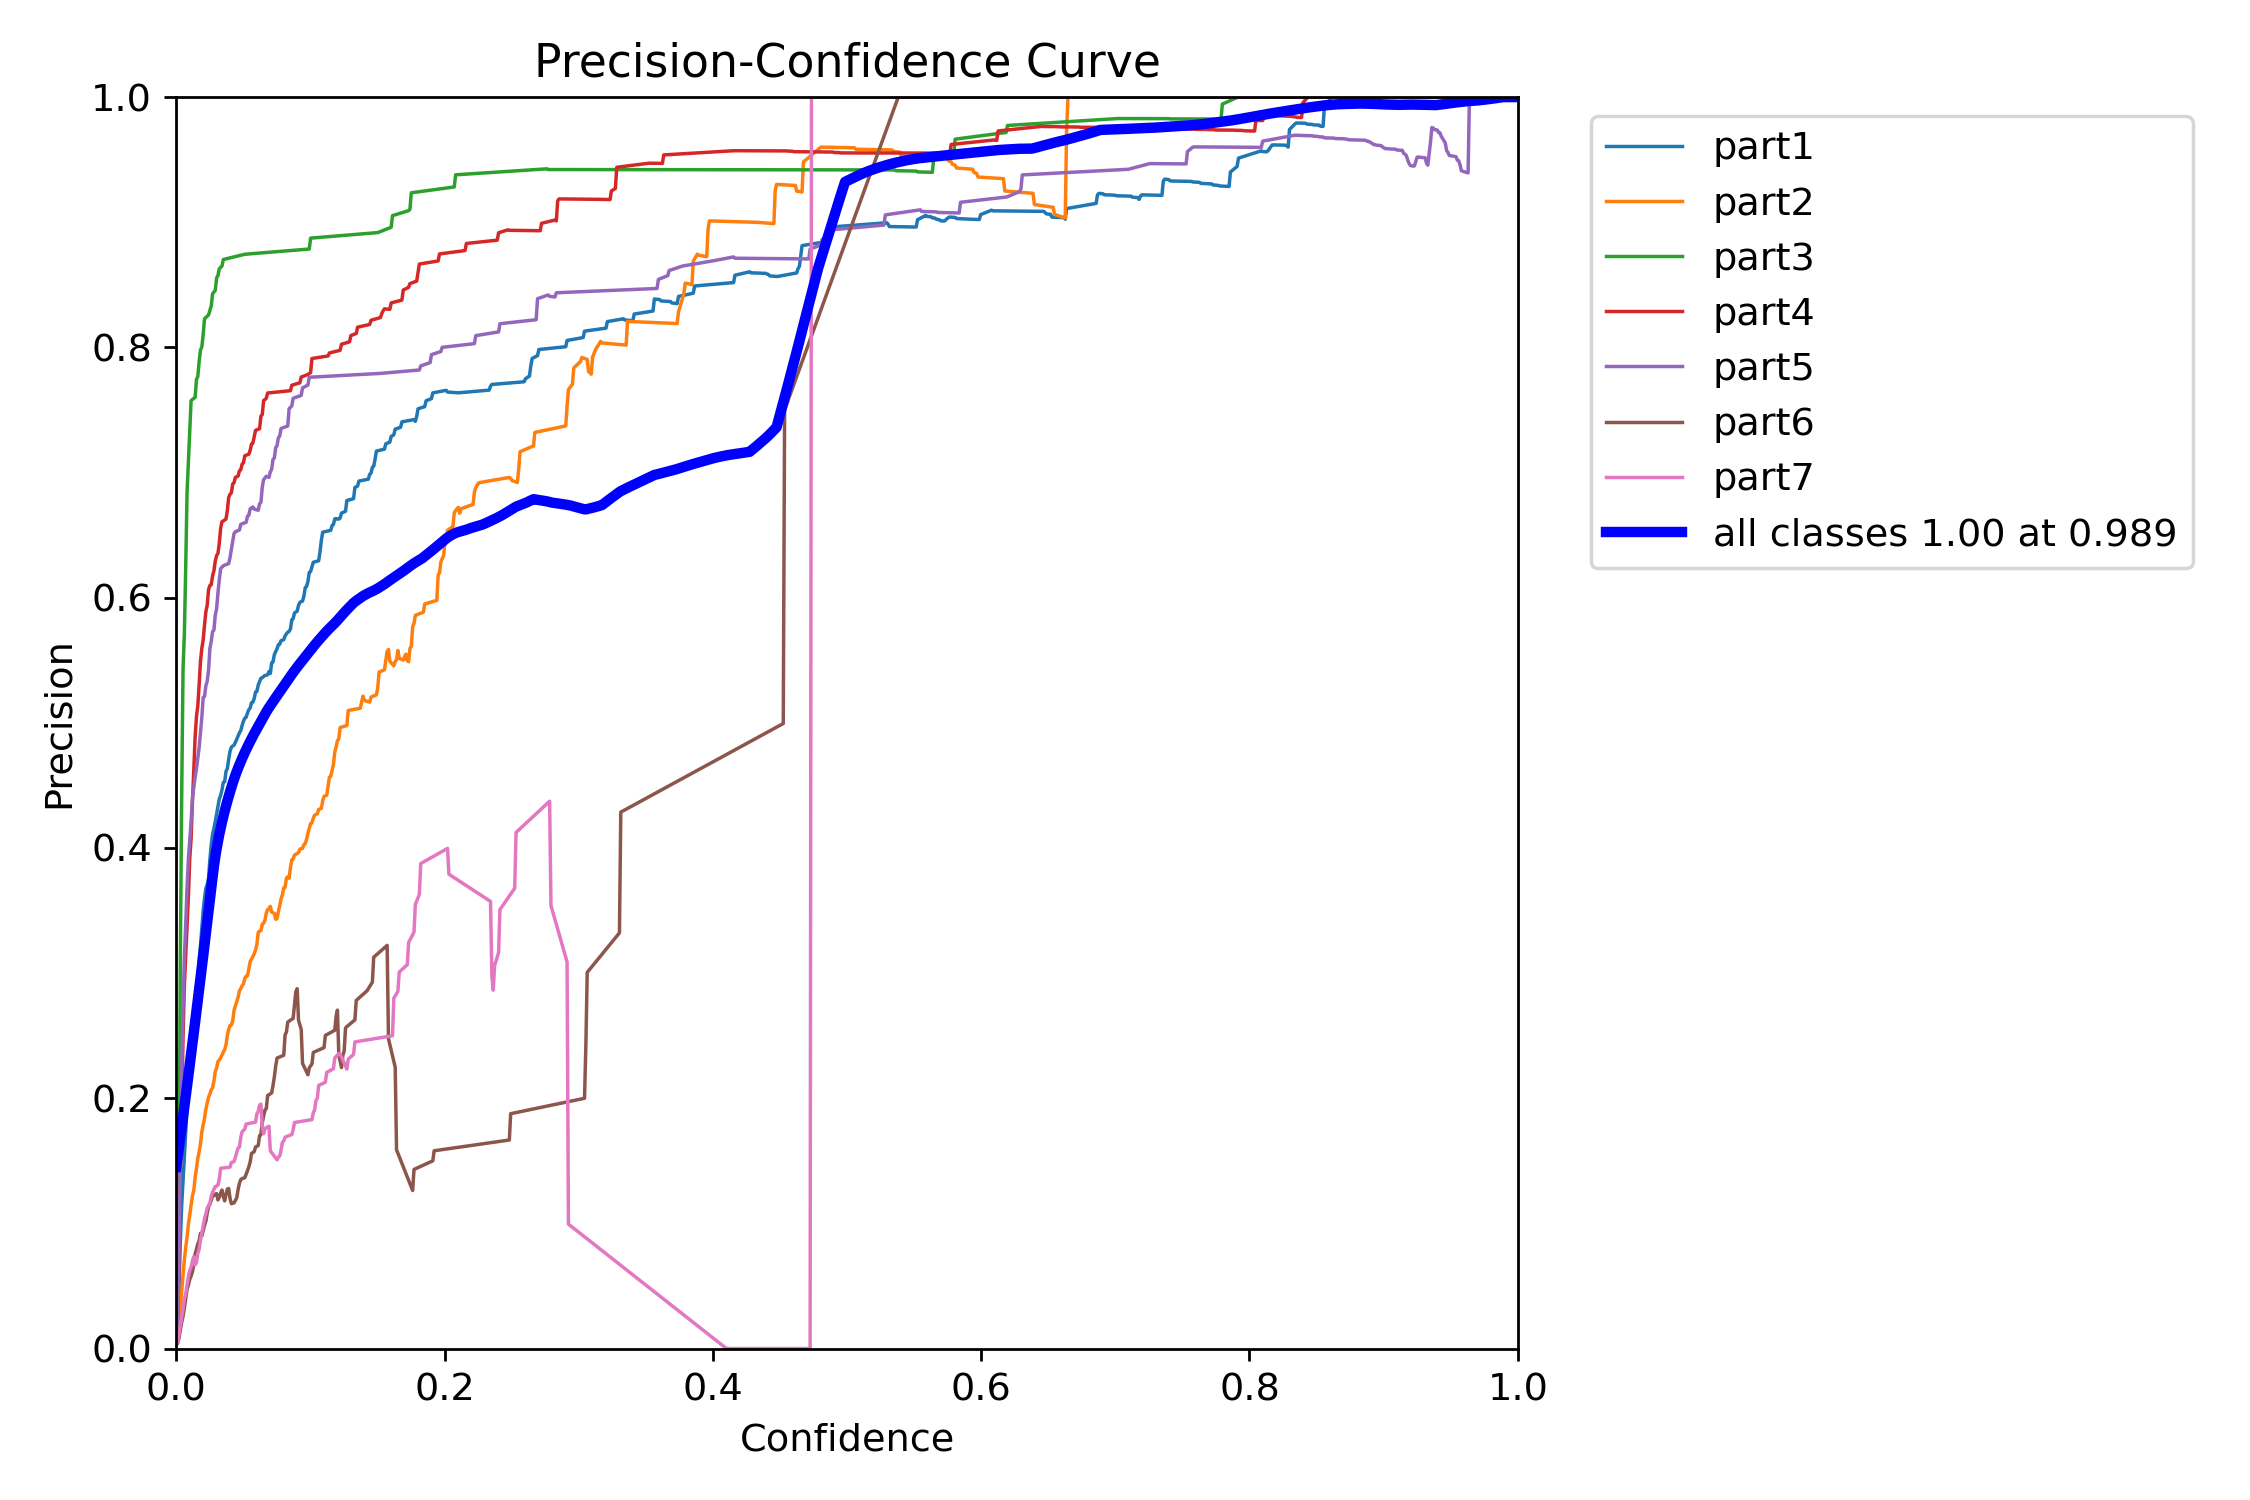 Precision-Confidence Curve
1.0
0.8
0.6
0.4
0.2
0.0
Precision
0.0 0.2 0.4 0.6 0.8 1.0
Confidence
part1
part2
part3
part4
part5
part6
part7
all classes 1.00 at 0.989